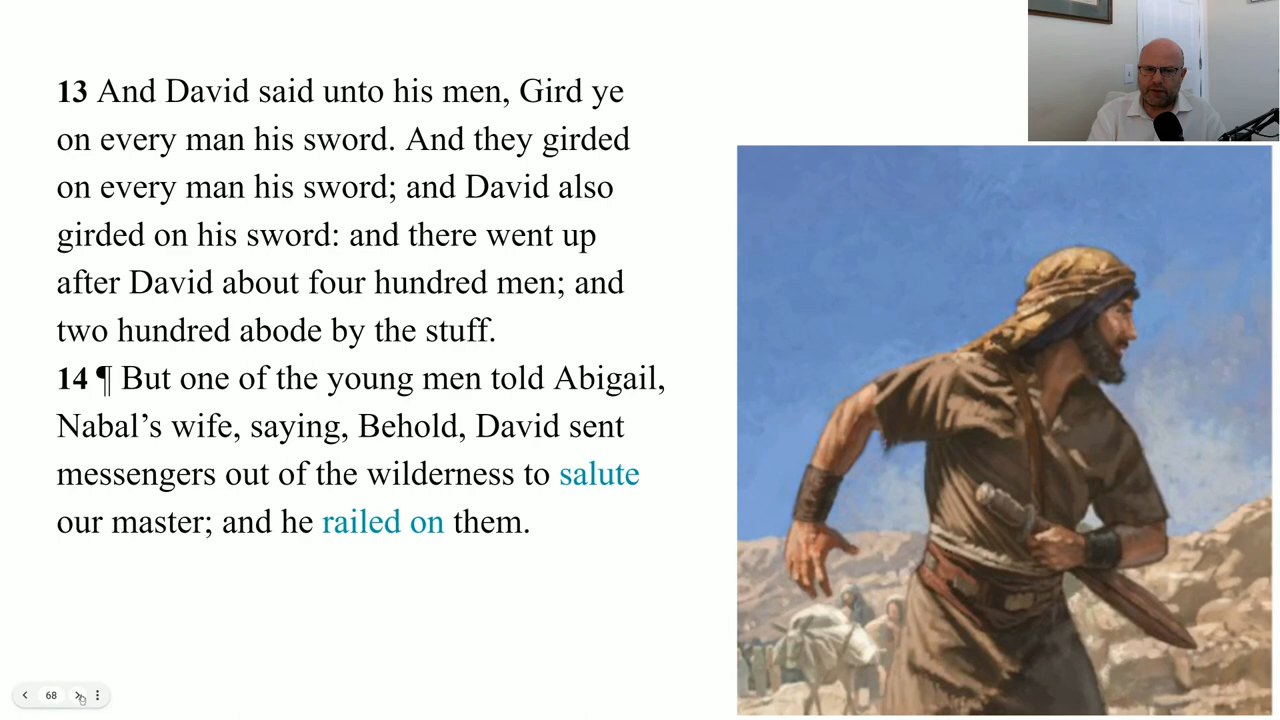 13 And David said unto his men, Gird ye
on every man his sword. And they girded
on every man his sword; and David also
girded on his sword: and there went up
after David about four hundred men; and
two hundred abode by the stuff.
14 ¶ But one of the young men told Abigail,
Nabal’s wife, saying, Behold, David sent
messengers out of the wilderness to salute
our master; and he railed on them.
68